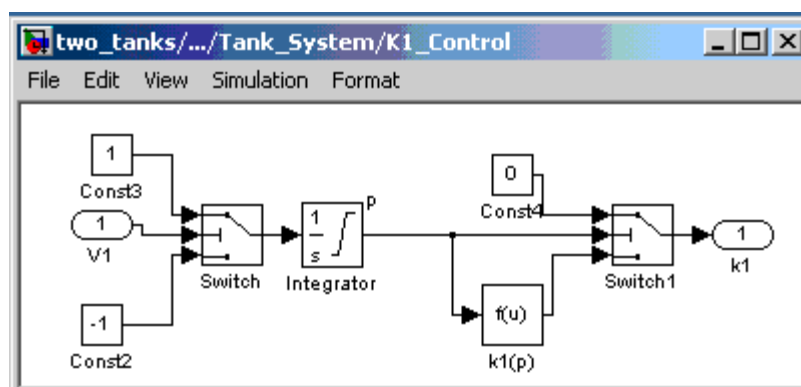 two_tanks/.../Tank_System/K1_Control
File Edit View Simulation Format
1
Const3
1
V1
-1
Const2
Switch
1
s
p
Integrator
0
Const4
f(u)
k1(p)
Switch1
1
k1